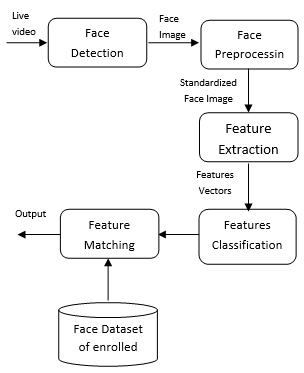 Live
video
Face
Detection
Face
Image
Face
Preprocessin
Standardized
Face Image
Feature
Extraction
Features
Vectors
Features
Classification
Feature
Matching
Output
Face Dataset
of enrolled